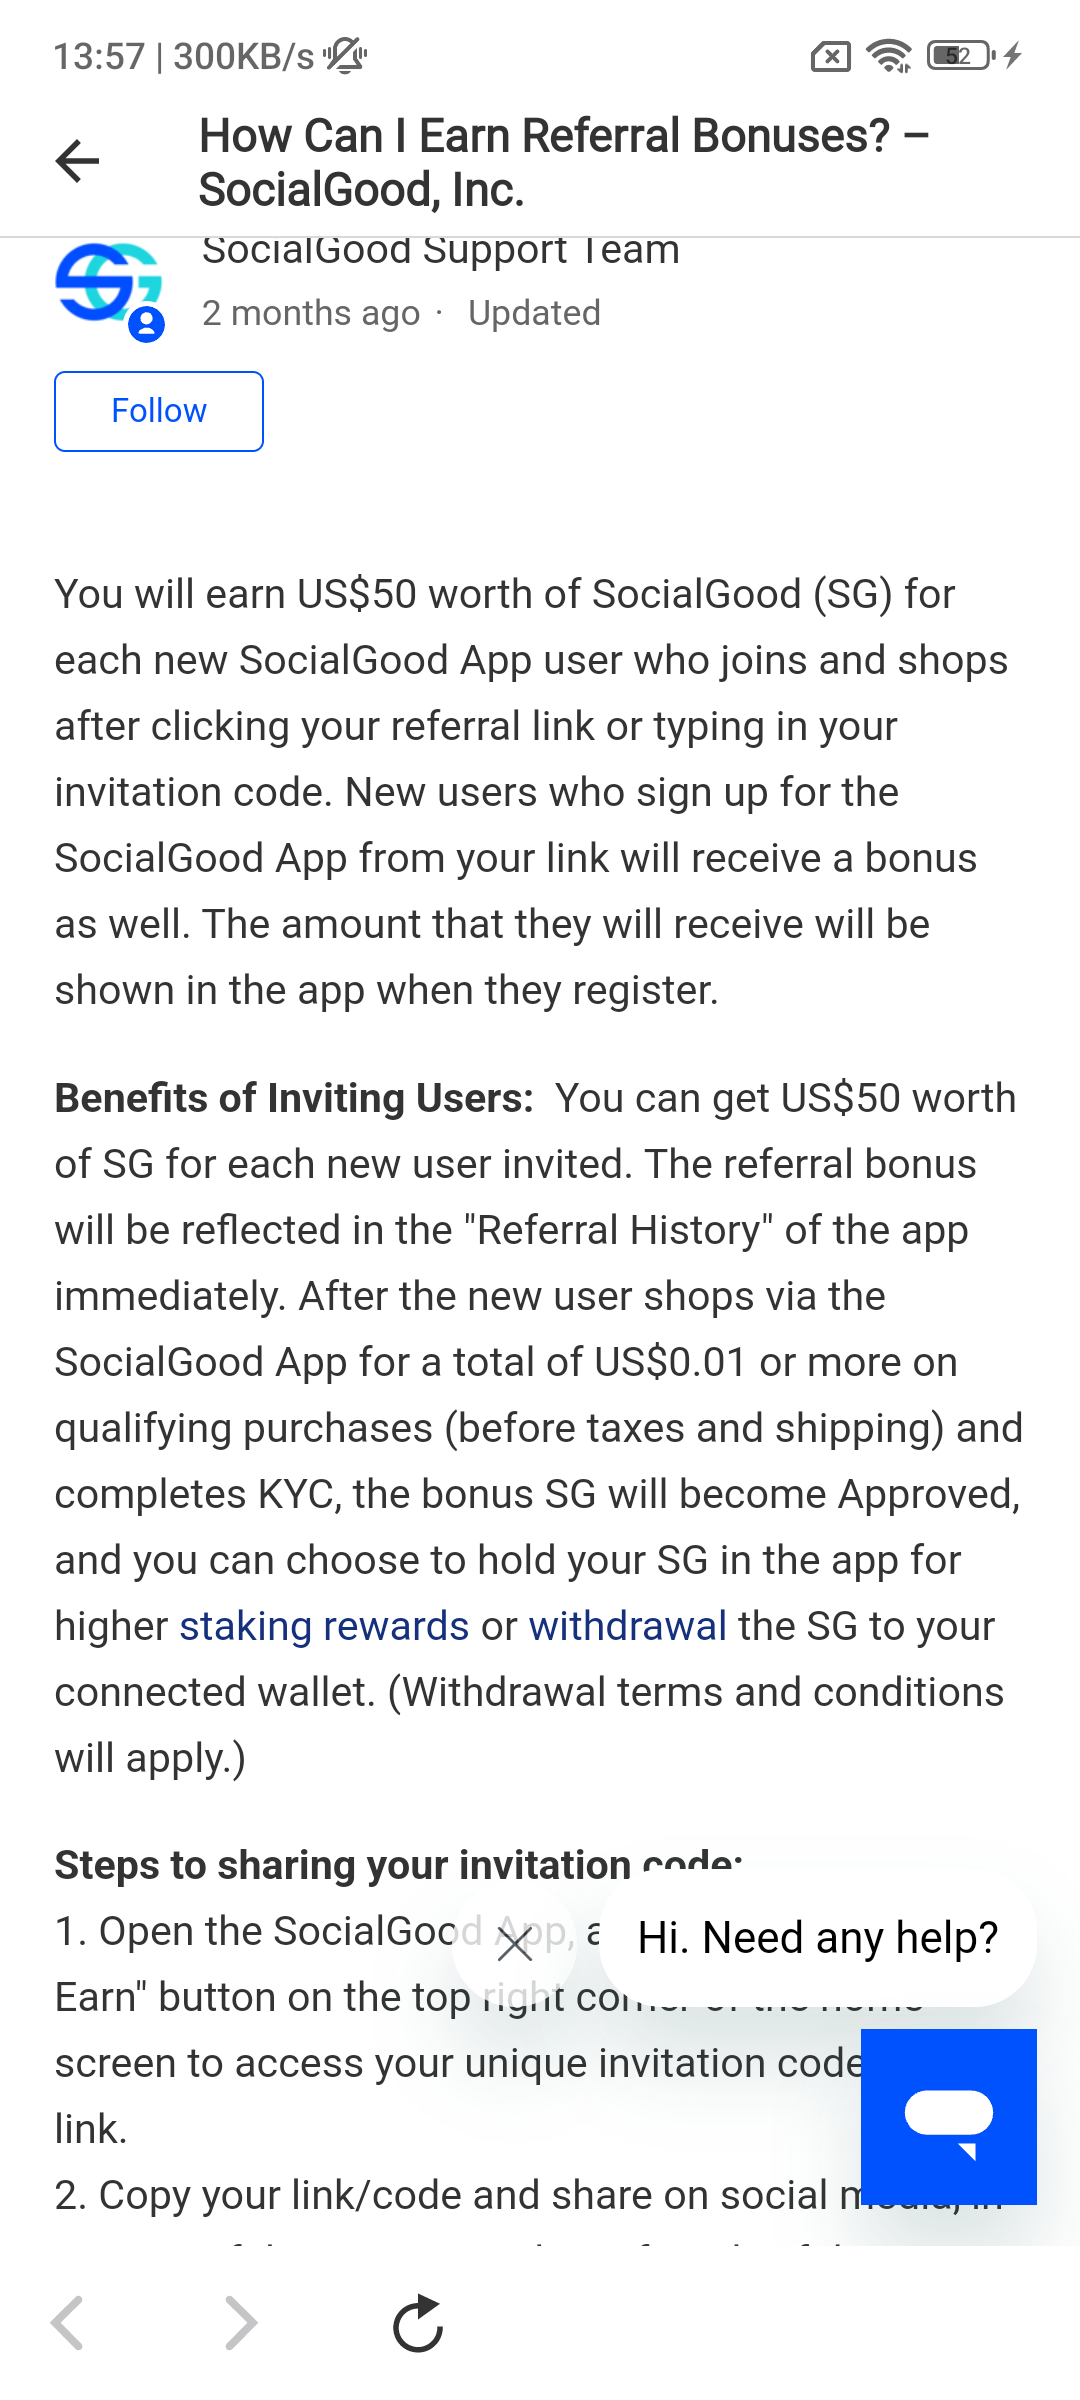 13:57 | 300KB/s
52
How Can I Earn Referral Bonuses? –
SocialGood, Inc.
SocialGood Support Team
2 months ago · Updated
Follow
You will earn US$50 worth of SocialGood (SG) for
each new SocialGood App user who joins and shops
after clicking your referral link or typing in your
invitation code. New users who sign up for the
SocialGood App from your link will receive a bonus
as well. The amount that they will receive will be
shown in the app when they register.
Benefits of Inviting Users: You can get US$50 worth
of SG for each new user invited. The referral bonus
will be reflected in the "Referral History" of the app
immediately. After the new user shops via the
SocialGood App for a total of US$0.01 or more on
qualifying purchases (before taxes and shipping) and
completes KYC, the bonus SG will become Approved,
and you can choose to hold your SG in the app for
higher staking rewards or withdrawal the SG to your
connected wallet. (Withdrawal terms and conditions
will apply.)
Steps to sharing your invitation code:
1. Open the SocialGood App,
Hi. Need any help?
Earn" button on the top right corner of the home
screen to access your unique invitation code
link.
2. Copy your link/code and share on social media, in